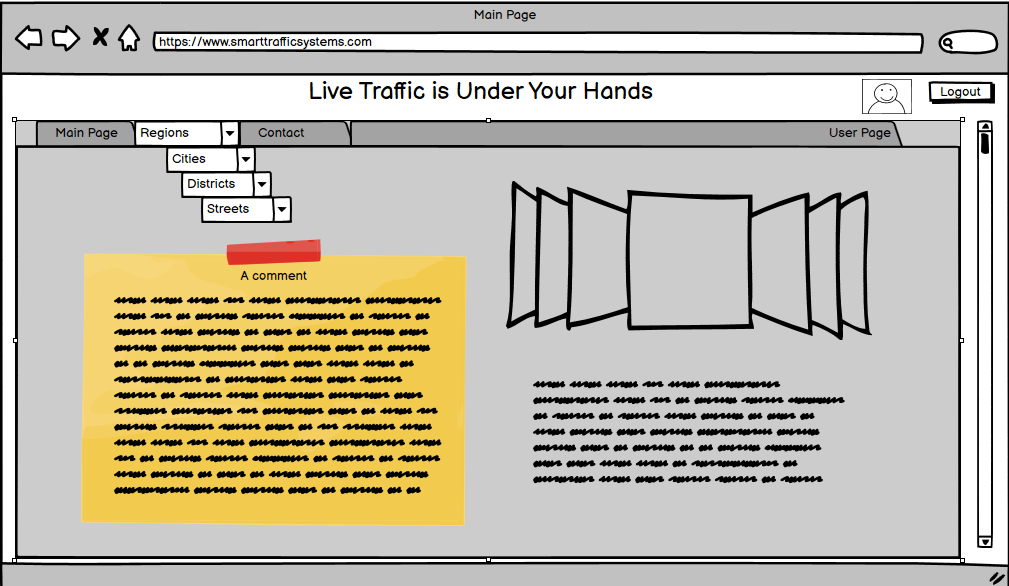 Main Page
https://www.smarttrafficsystems.com
Live Traffic is Under Your Hands
Logout
Main Page
Regions
Contact
User Page
Cities
Districts
Streets
A comment